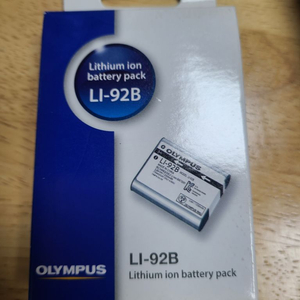 Lithium ion
battery pack
LI-92B
OLYMPUS
LI-92B
LI-92B
Lithium ion battery pack
OLYMPUS